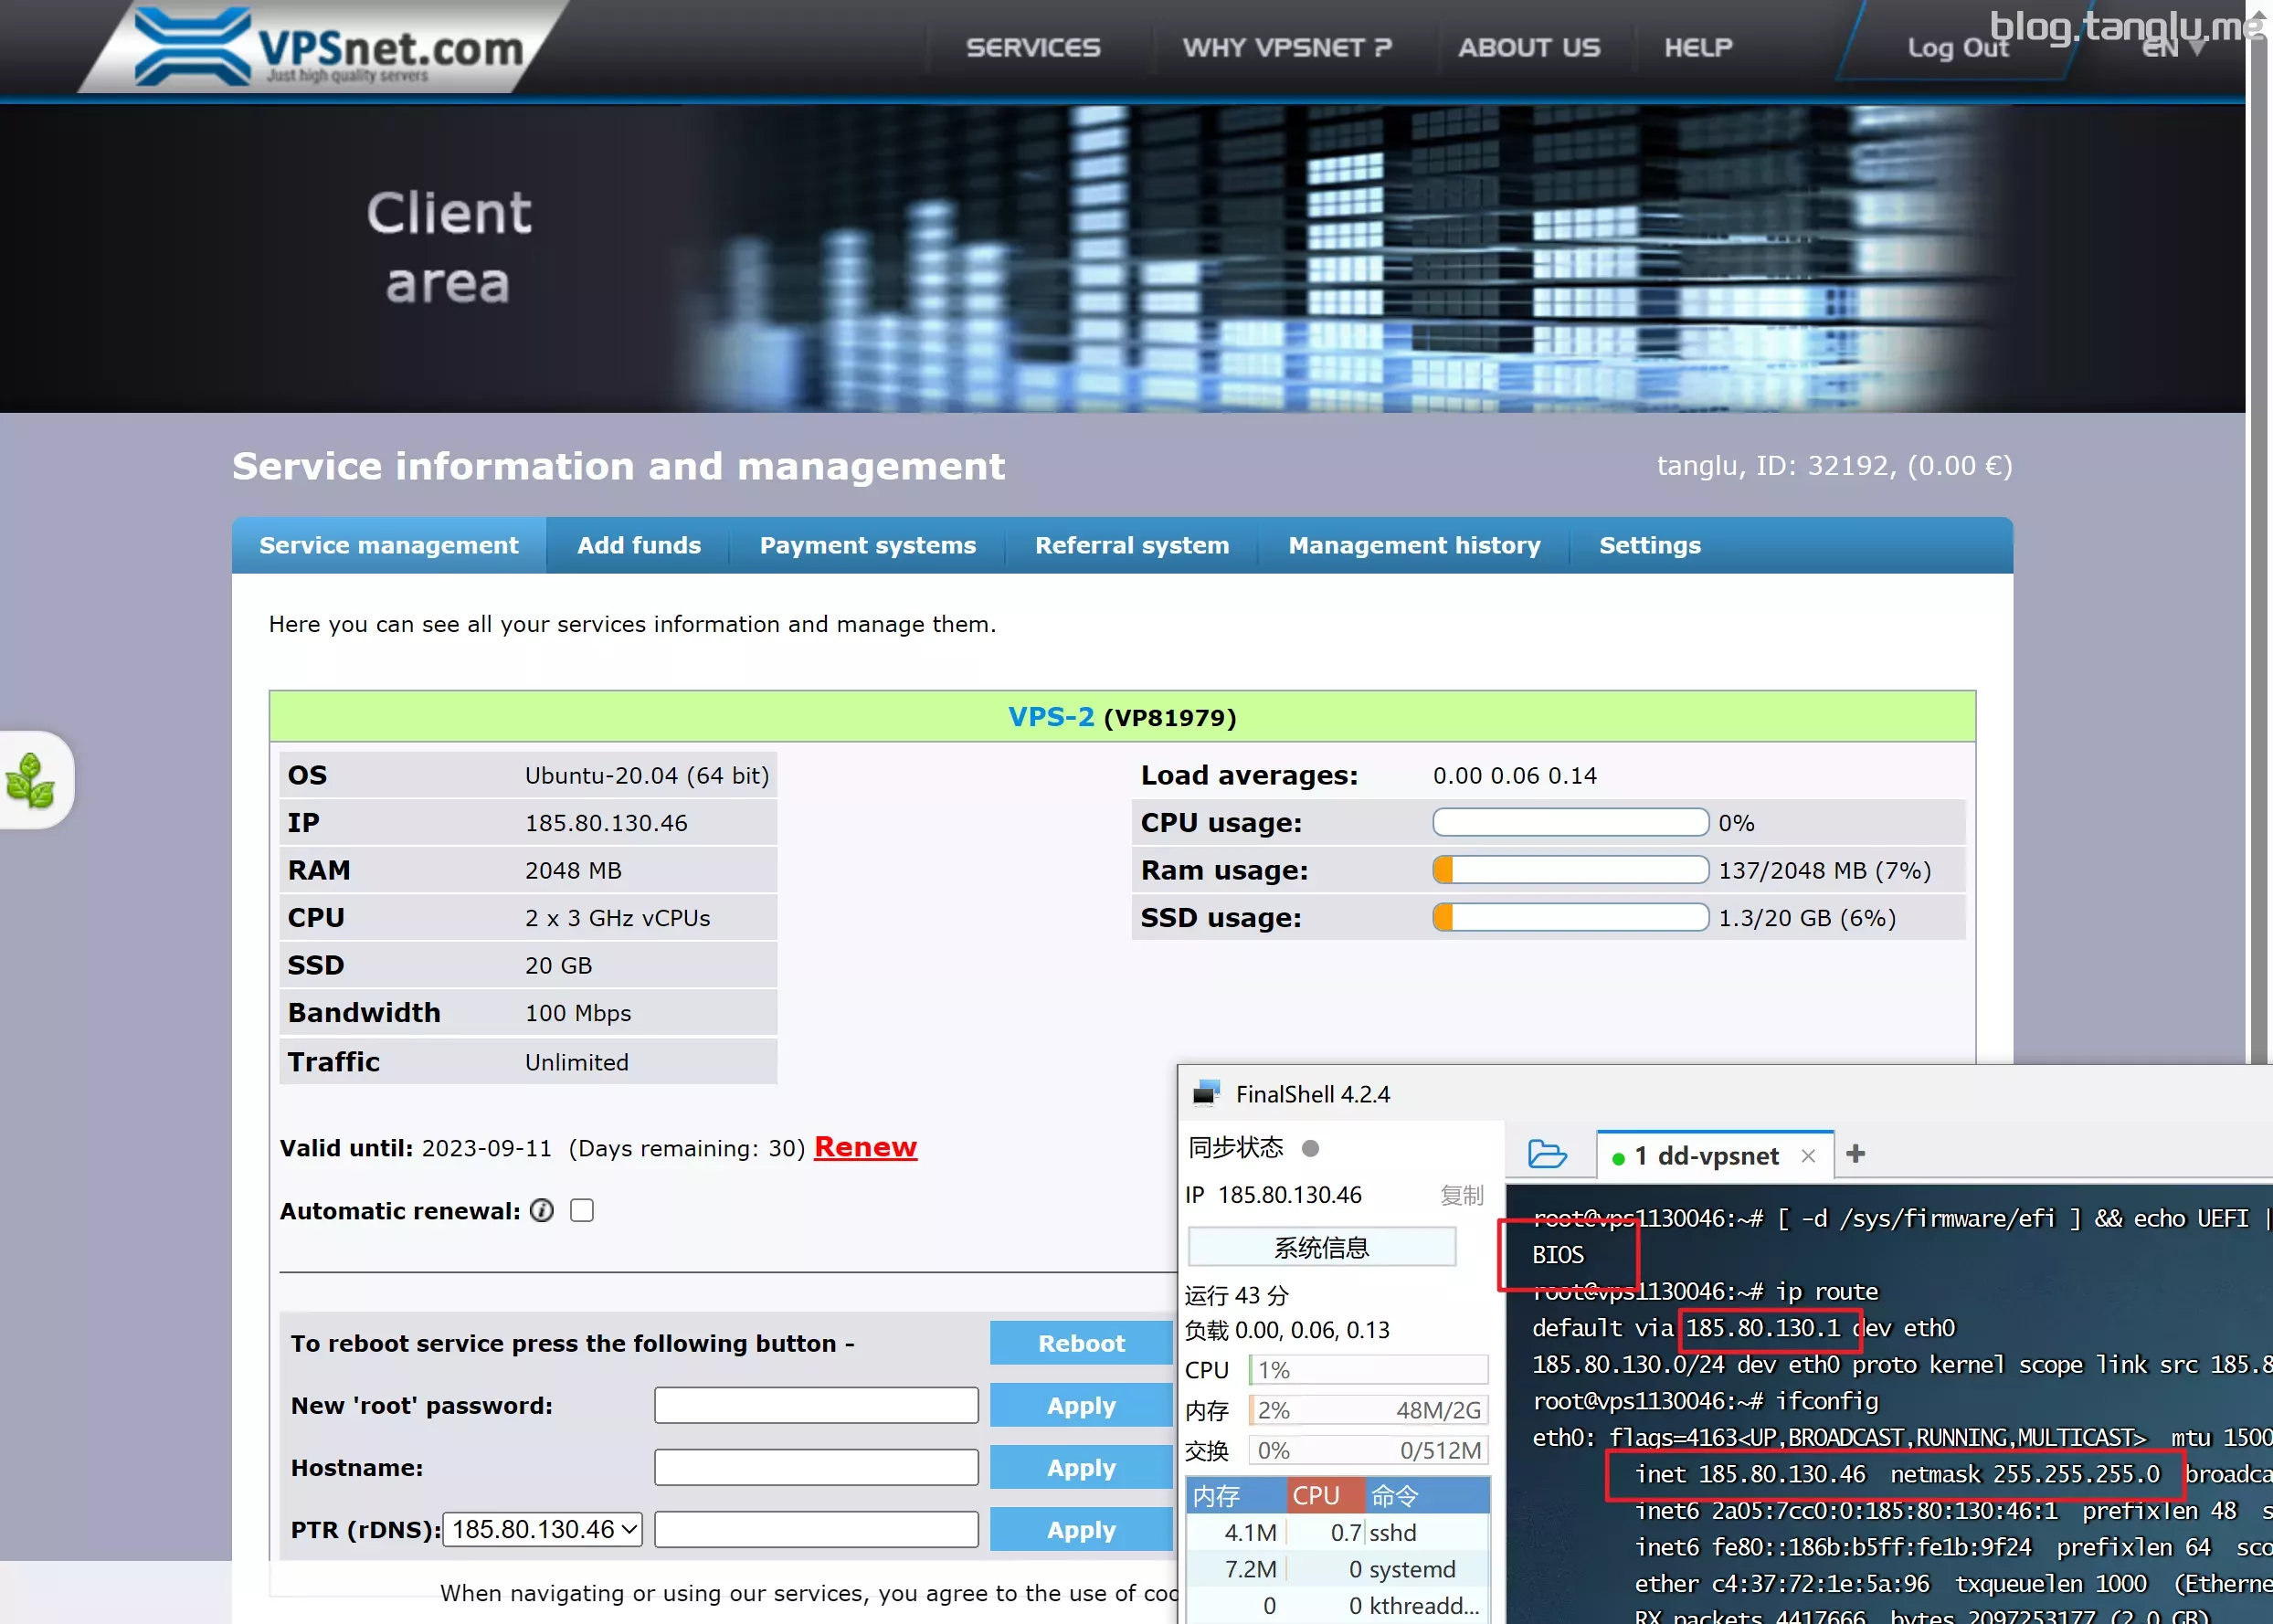 VPSnet.com
Just high quality servers
SERVICES
WHY VPSNET ?
ABOUT US
HELP
Log Out
EN
blog.tanglu.me
Client
area
Service information and management
tanglu, ID: 32192, (0.00 €)
Service management
Add funds
Payment systems
Referral system
Management history
Settings
Here you can see all your services information and manage them.
VPS-2 (VP81979)
OS Ubuntu-20.04 (64 bit)
IP 185.80.130.46
RAM 2048 MB
CPU 2 x 3 GHz vCPUs
SSD 20 GB
Bandwidth 100 Mbps
Traffic Unlimited
Load averages: 0.00 0.06 0.14
CPU usage: 0%
Ram usage: 137/2048 MB (7%)
SSD usage: 1.3/20 GB (6%)
Valid until: 2023-09-11 (Days remaining: 30) Renew
Automatic renewal:
To reboot service press the following button - Reboot
New 'root' password: Apply
Hostname: Apply
PTR (rDNS): 185.80.130.46 Apply
When navigating or using our services, you agree to the use of coo
FinalShell 4.2.4
同步状态
IP 185.80.130.46 复制
系统信息
运行 43 分
负载 0.00, 0.06, 0.13
CPU 1%
内存 2% 48M/2G
交换 0% 0/512M
内存 CPU 命令
4.1M 0.7 sshd
7.2M 0 systemd
0 0 kthreadd...
1 dd-vpsnet × +
root@vps1130046:~# [ -d /sys/firmware/efi ] && echo UEFI |
BIOS
root@vps1130046:~# ip route
default via 185.80.130.1 dev eth0
185.80.130.0/24 dev eth0 proto kernel scope link src 185.8
root@vps1130046:~# ifconfig
eth0: flags=4163<UP,BROADCAST,RUNNING,MULTICAST> mtu 1500
inet 185.80.130.46 netmask 255.255.255.0 broadca
inet6 2a05:7cc0:0:185:80:130:46:1 prefixlen 48 s
inet6 fe80::186b:b5ff:fe1b:9f24 prefixlen 64 sco
ether c4:37:72:1e:5a:96 txqueuelen 1000 (Etherne
RX packets 4417666 bytes 2097253177 (2.0 GB)